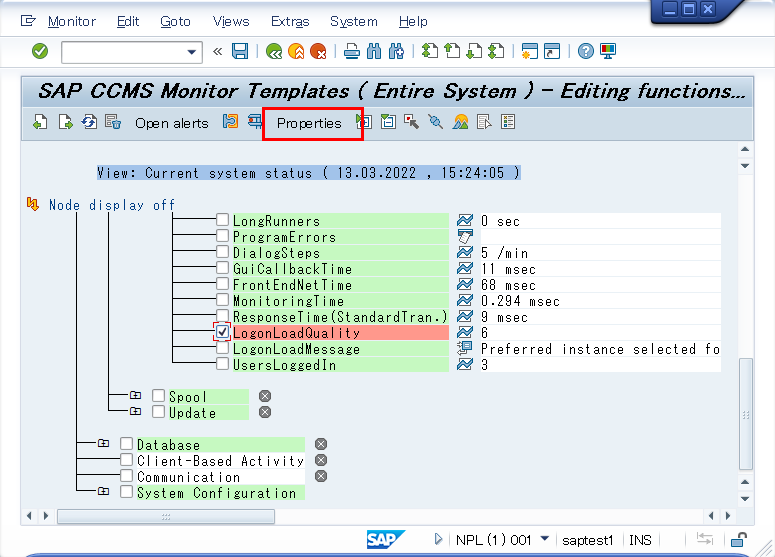 Monitor Edit Goto Views Extras System Help
«
SAP CCMS Monitor Templates ( Entire System ) - Editing functions...
Open alerts Properties
View: Current system status ( 13.03.2022 , 15:24:05 )
Node display off
LongRunners 0 sec
ProgramErrors
DialogSteps 5 /min
GuiCallbackTime 11 msec
FrontEndNetTime 68 msec
MonitoringTime 0.294 msec
ResponseTime(StandardTran.) 9 msec
LogonLoadQuality 6
LogonLoadMessage Preferred instance selected fo
UsersLoggedIn 3
Spool
Update
Database
Client-Based Activity
Communication
System Configuration
SAP NPL (1) 001 saptest1 INS